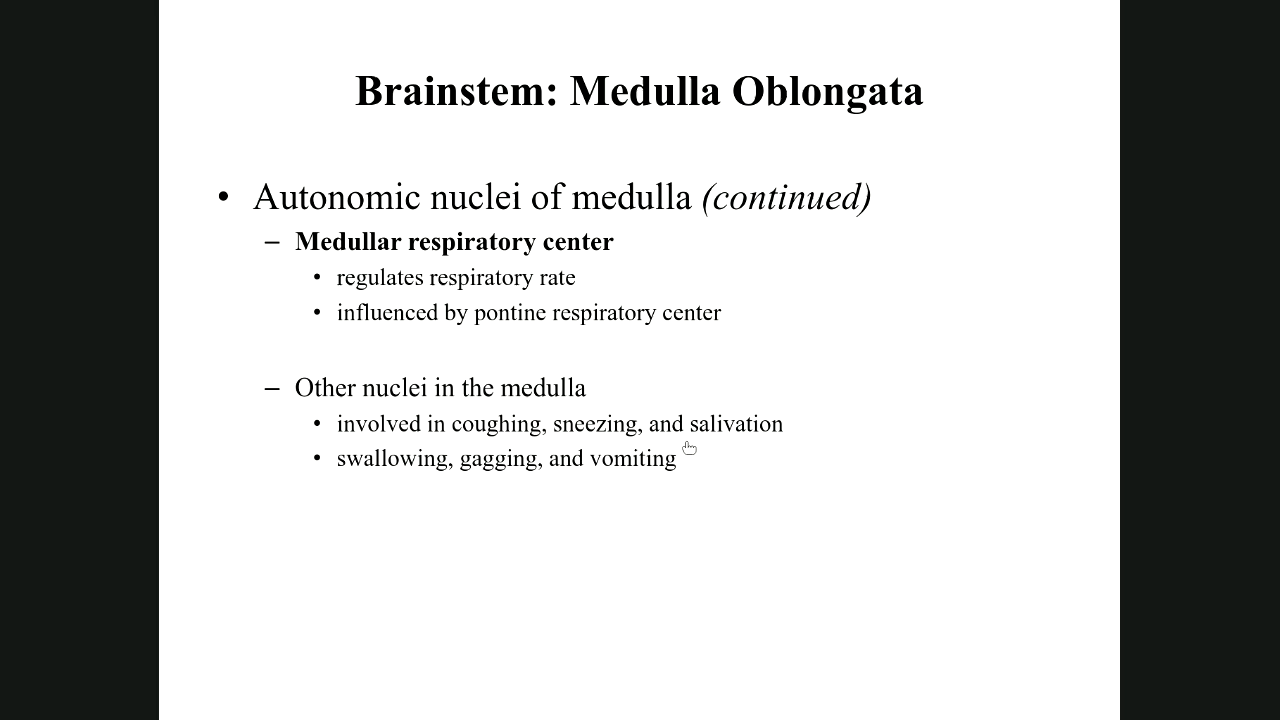 Brainstem: Medulla Oblongata
• Autonomic nuclei of medulla (continued)
– Medullar respiratory center
• regulates respiratory rate
• influenced by pontine respiratory center
– Other nuclei in the medulla
• involved in coughing, sneezing, and salivation
• swallowing, gagging, and vomiting